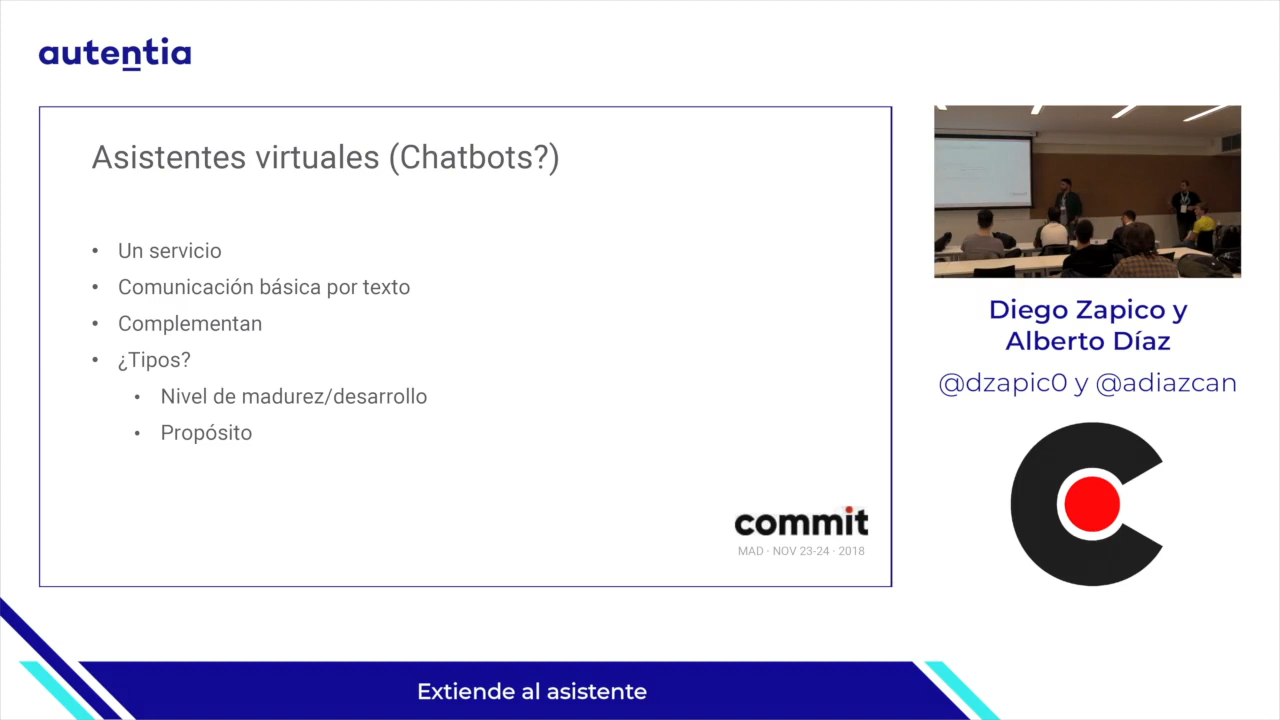 autentia
Asistentes virtuales (Chatbots?)
• Un servicio
• Comunicación básica por texto
• Complementan
• ¿Tipos?
• Nivel de madurez/desarrollo
• Propósito
commit
MAD · NOV 23-24 · 2018
Diego Zapico y
Alberto Díaz
@dzapic0 y @adiazcan
Extiende al asistente